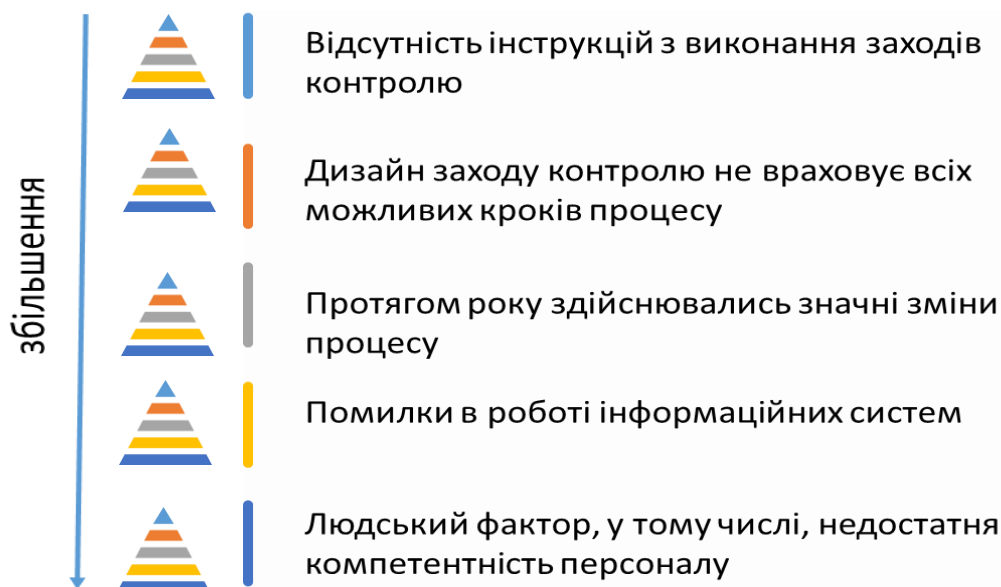 збільшення
Відсутність інструкцій з виконання заходів
контролю
Дизайн заходу контролю не враховує всіх
можливих кроків процесу
Протягом року здійснювались значні зміни
процесу
Помилки в роботі інформаційних систем
Людський фактор, у тому числі, недостатня
компетентність персоналу